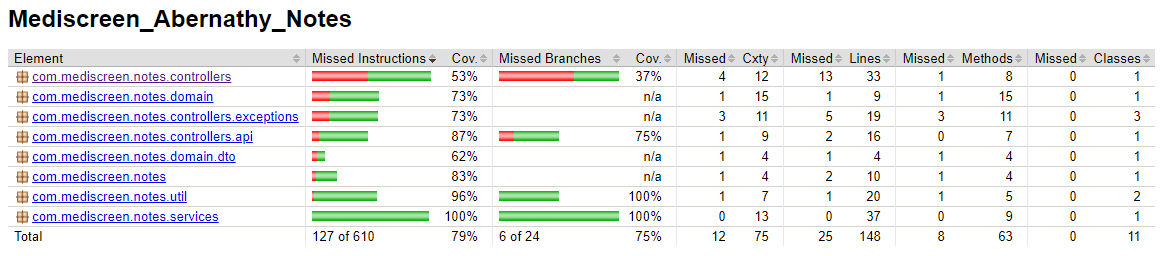 Mediscreen_Abernathy_Notes
Element Missed Instructions Cov. Missed Branches Cov. Missed Cxty Missed Lines Missed Methods Missed Classes
com.mediscreen.notes.controllers 53% 37% 4 12 13 33 1 8 0 1
com.mediscreen.notes.domain 73% n/a 1 15 1 9 1 15 0 1
com.mediscreen.notes.controllers.exceptions 73% n/a 3 11 5 19 3 11 0 3
com.mediscreen.notes.controllers.api 87% 75% 1 9 2 16 0 7 0 1
com.mediscreen.notes.domain.dto 62% n/a 1 4 1 4 1 4 0 1
com.mediscreen.notes 83% n/a 1 4 2 10 1 4 0 1
com.mediscreen.notes.util 96% 100% 1 7 1 20 1 5 0 2
com.mediscreen.notes.services 100% 100% 0 13 0 37 0 9 0 1
Total 127 of 610 79% 6 of 24 75% 12 75 25 148 8 63 0 11